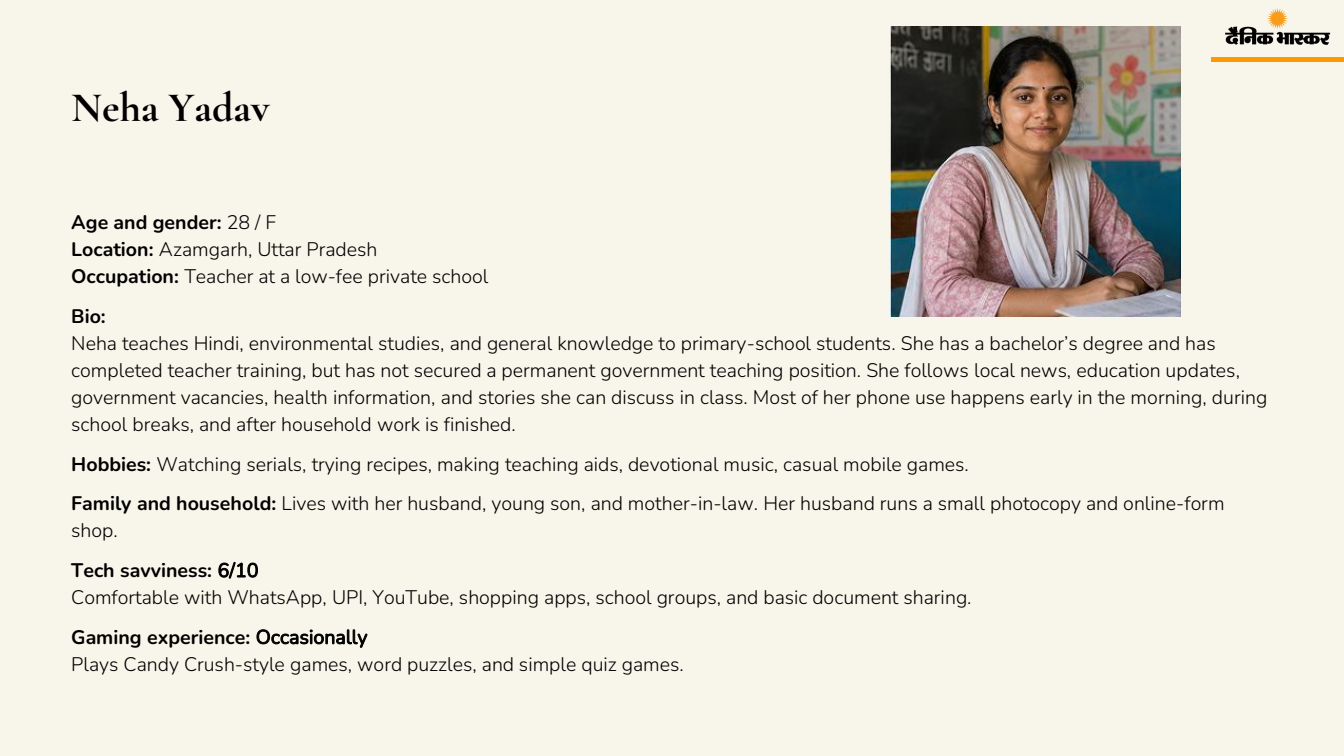 दैनिक भास्कर
Neha Yadav
Age and gender: 28 / F
Location: Azamgarh, Uttar Pradesh
Occupation: Teacher at a low-fee private school
Bio:
Neha teaches Hindi, environmental studies, and general knowledge to primary-school students. She has a bachelor’s degree and has
completed teacher training, but has not secured a permanent government teaching position. She follows local news, education updates,
government vacancies, health information, and stories she can discuss in class. Most of her phone use happens early in the morning, during
school breaks, and after household work is finished.
Hobbies: Watching serials, trying recipes, making teaching aids, devotional music, casual mobile games.
Family and household: Lives with her husband, young son, and mother-in-law. Her husband runs a small photocopy and online-form
shop.
Tech savviness: 6/10
Comfortable with WhatsApp, UPI, YouTube, shopping apps, school groups, and basic document sharing.
Gaming experience: Occasionally
Plays Candy Crush-style games, word puzzles, and simple quiz games.